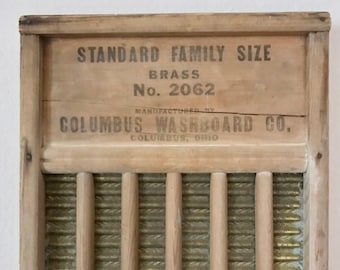 STANDARD FAMILY SIZE
BRASS
No. 2062
MANUFACTURED BY
COLUMBUS WASHBOARD CO.
COLUMBUS, OHIO